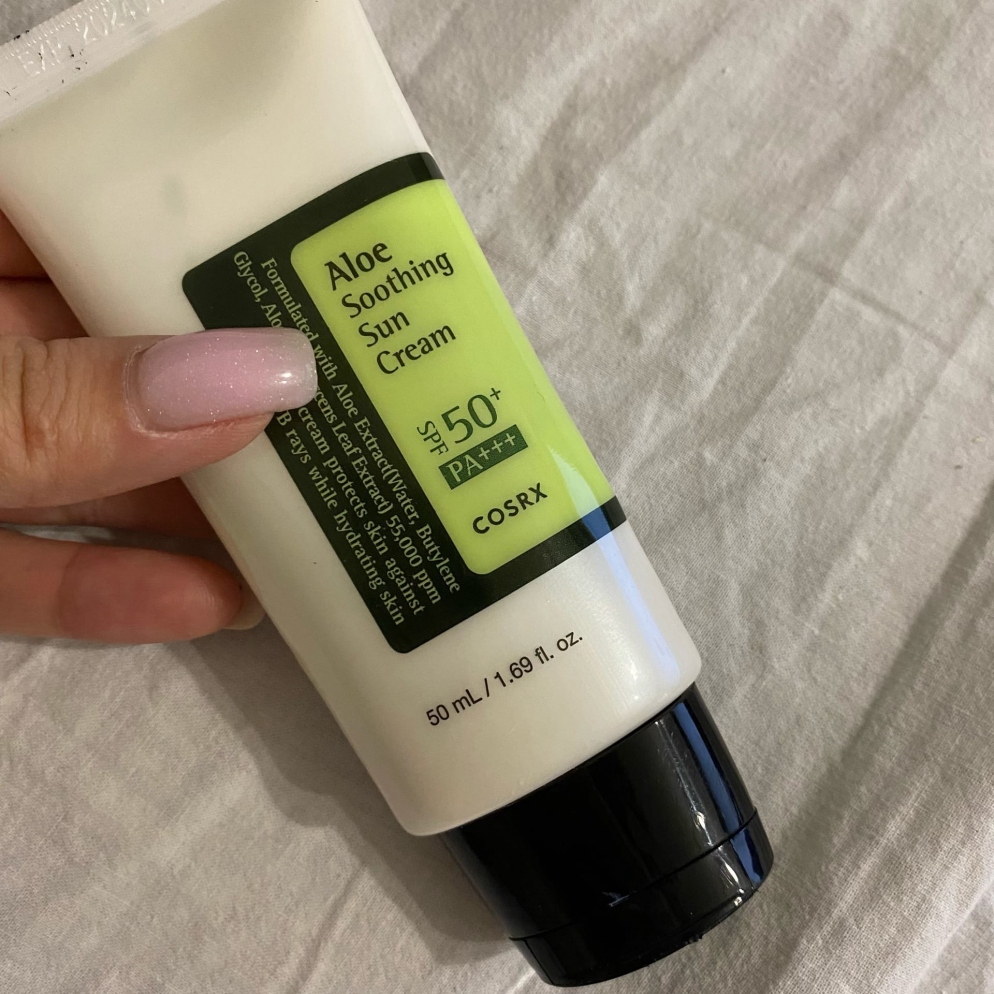 Aloe
Soothing
Sun
Cream
SPF 50+
PA+++
COSRX
Formulated with Aloe Extract(Water, Butylene
Glycol, Leaf Extract) 55,000 ppm
cream protects skin against
rays while hydrating skin
50 mL / 1.69 fl. oz.